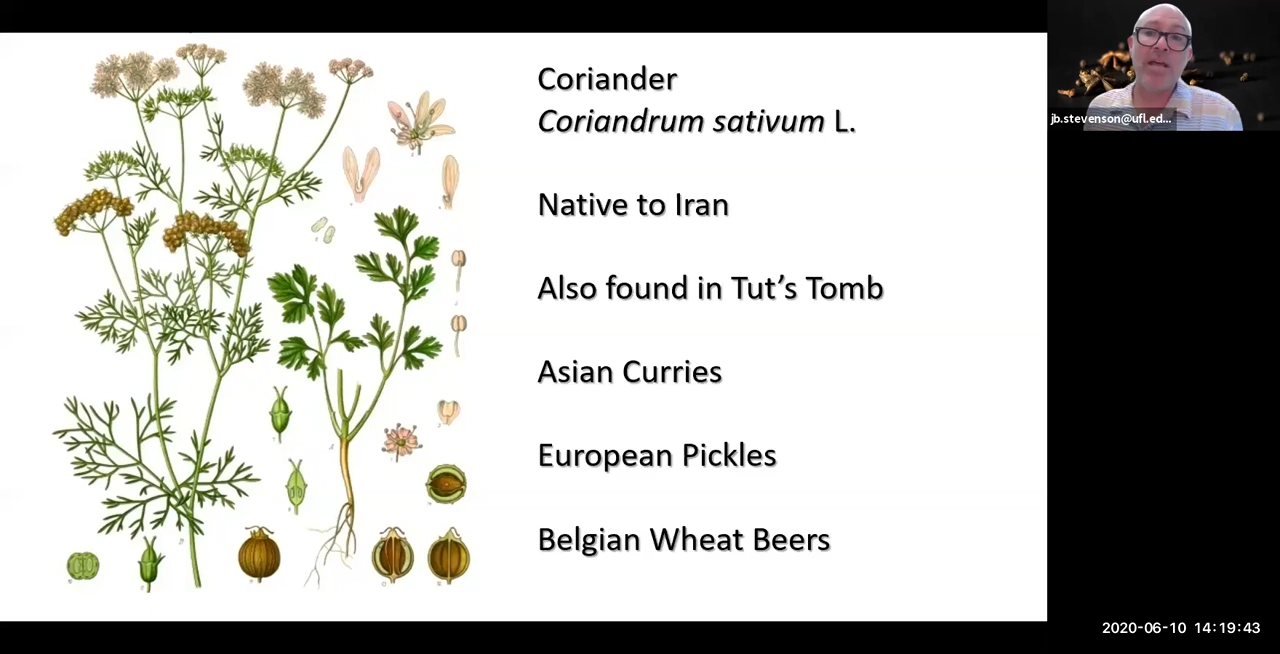 Coriander
Coriandrum sativum L.
Native to Iran
Also found in Tut’s Tomb
Asian Curries
European Pickles
Belgian Wheat Beers
jb.stevenson@ufl.ed...
2020-06-10 14:19:43